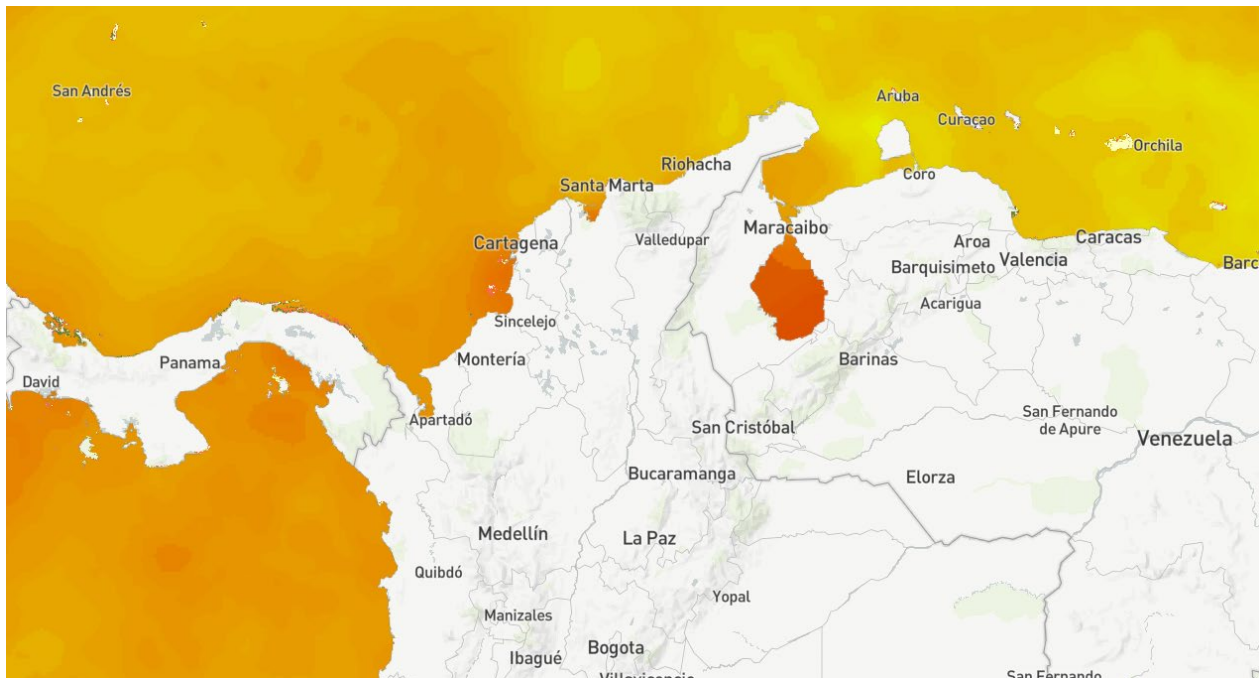 San Andrés
Aruba
Curaçao
Orchila
Riohacha
Santa Marta
Coro
Cartagena
Valledupar
Maracaibo
Aroa
Caracas
Barquisimeto
Valencia
Barc
Acarigua
Sincelejo
Panama
Montería
Barinas
David
Apartadó
San Cristóbal
San Fernando
de Apure
Venezuela
Bucaramanga
Elorza
Medellín
La Paz
Quibdó
Yopal
Manizales
Bogota
Ibagué
Villavicencio
San Fernando